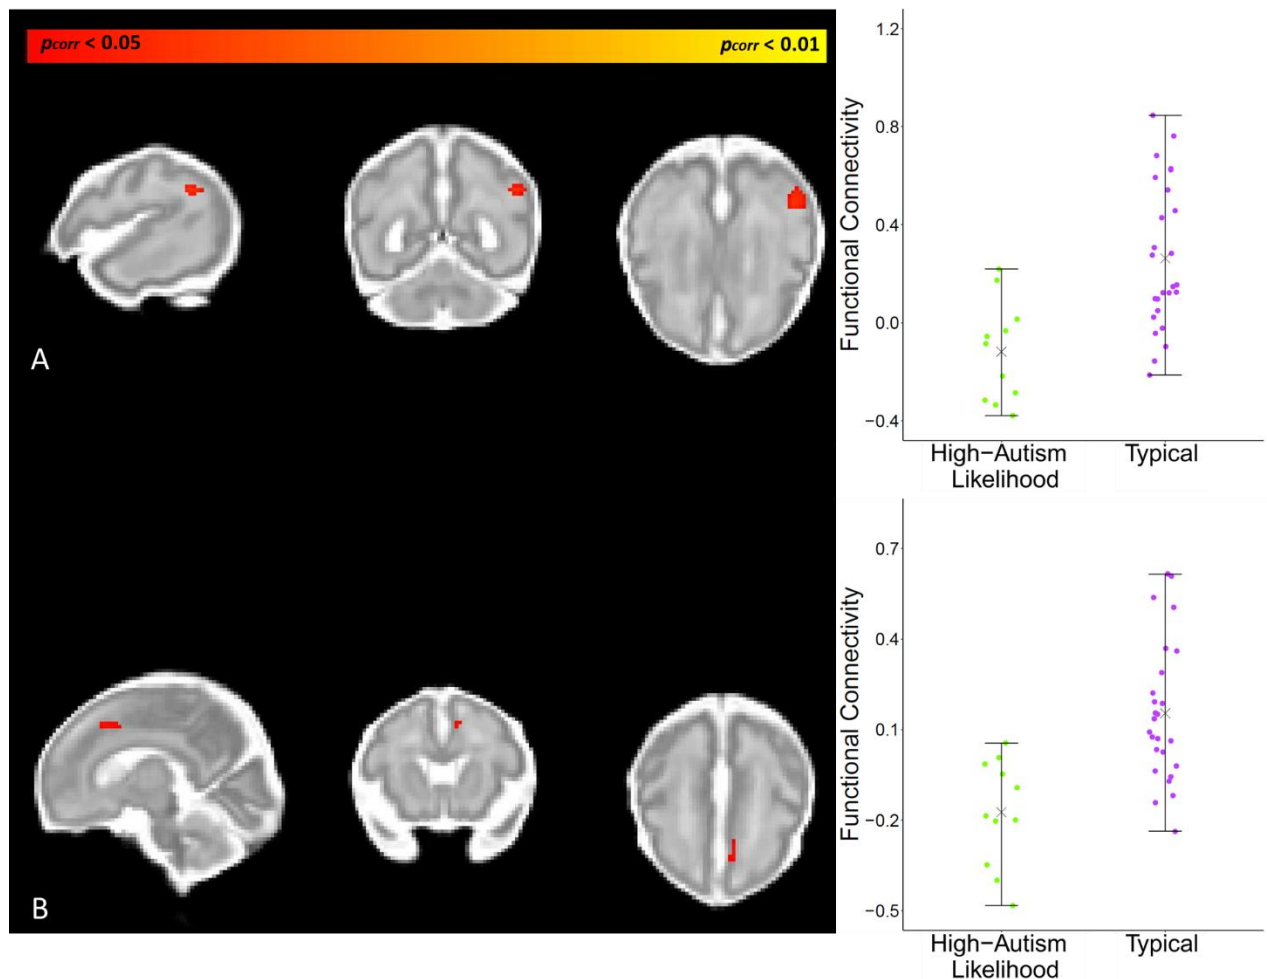 pcorr < 0.05
pcorr < 0.01
A
Functional Connectivity
1.2
0.8
0.4
0.0
−0.4
High−Autism
Likelihood
Typical
B
Functional Connectivity
0.7
0.4
0.1
−0.2
−0.5
High−Autism
Likelihood
Typical